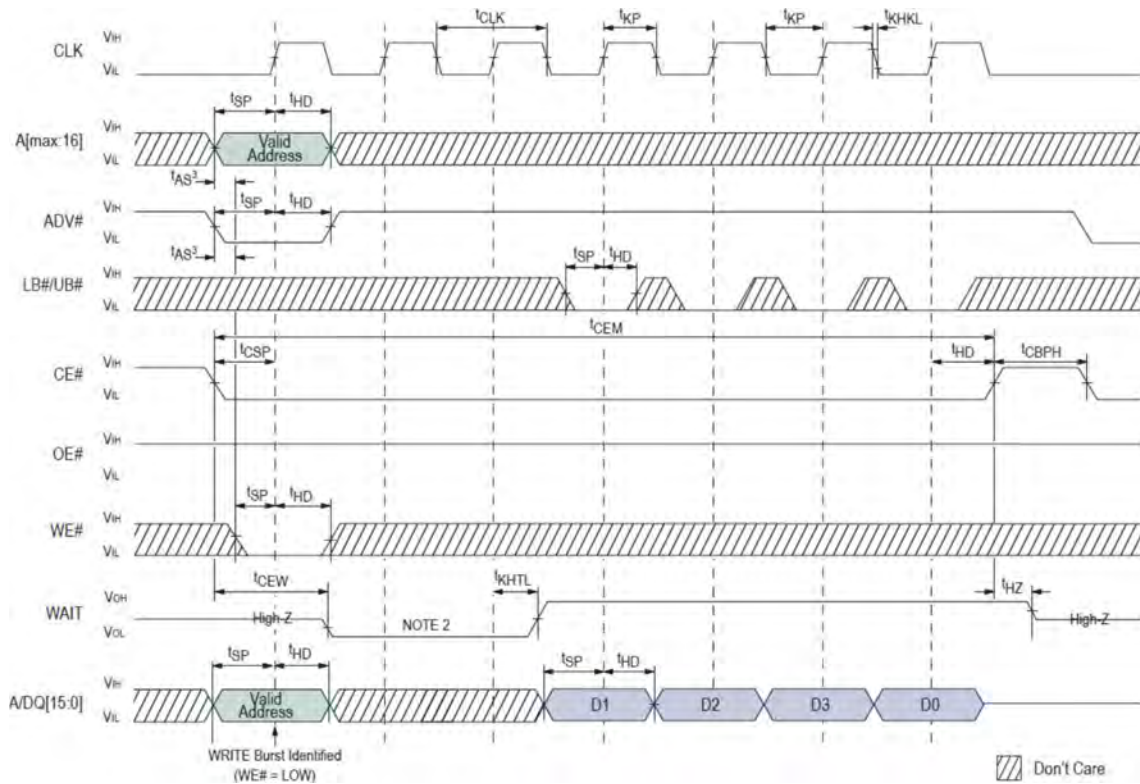 tCLK tKP tKP tKHKL
CLK VIH
VIL
tSP tHD
A[max:16] VIH
VIL
Valid
Address
tAS3
tSP tHD
ADV# VIH
VIL
tAS3
tSP tHD
LB#/UB# VIH
VIL
tCEM
tCSP tHD tCBPH
CE# VIH
VIL
OE# VIH
VIL
tSP tHD
WE# VIH
VIL
tCEW tKHTL tHZ
WAIT VOH
VOL
High-Z NOTE 2 High-Z
tSP tHD tSP tHD
A/DQ[15:0] VIH
VIL
Valid
Address
D1 D2 D3 D0
WRITE Burst Identified
(WE# = LOW)
Don't Care